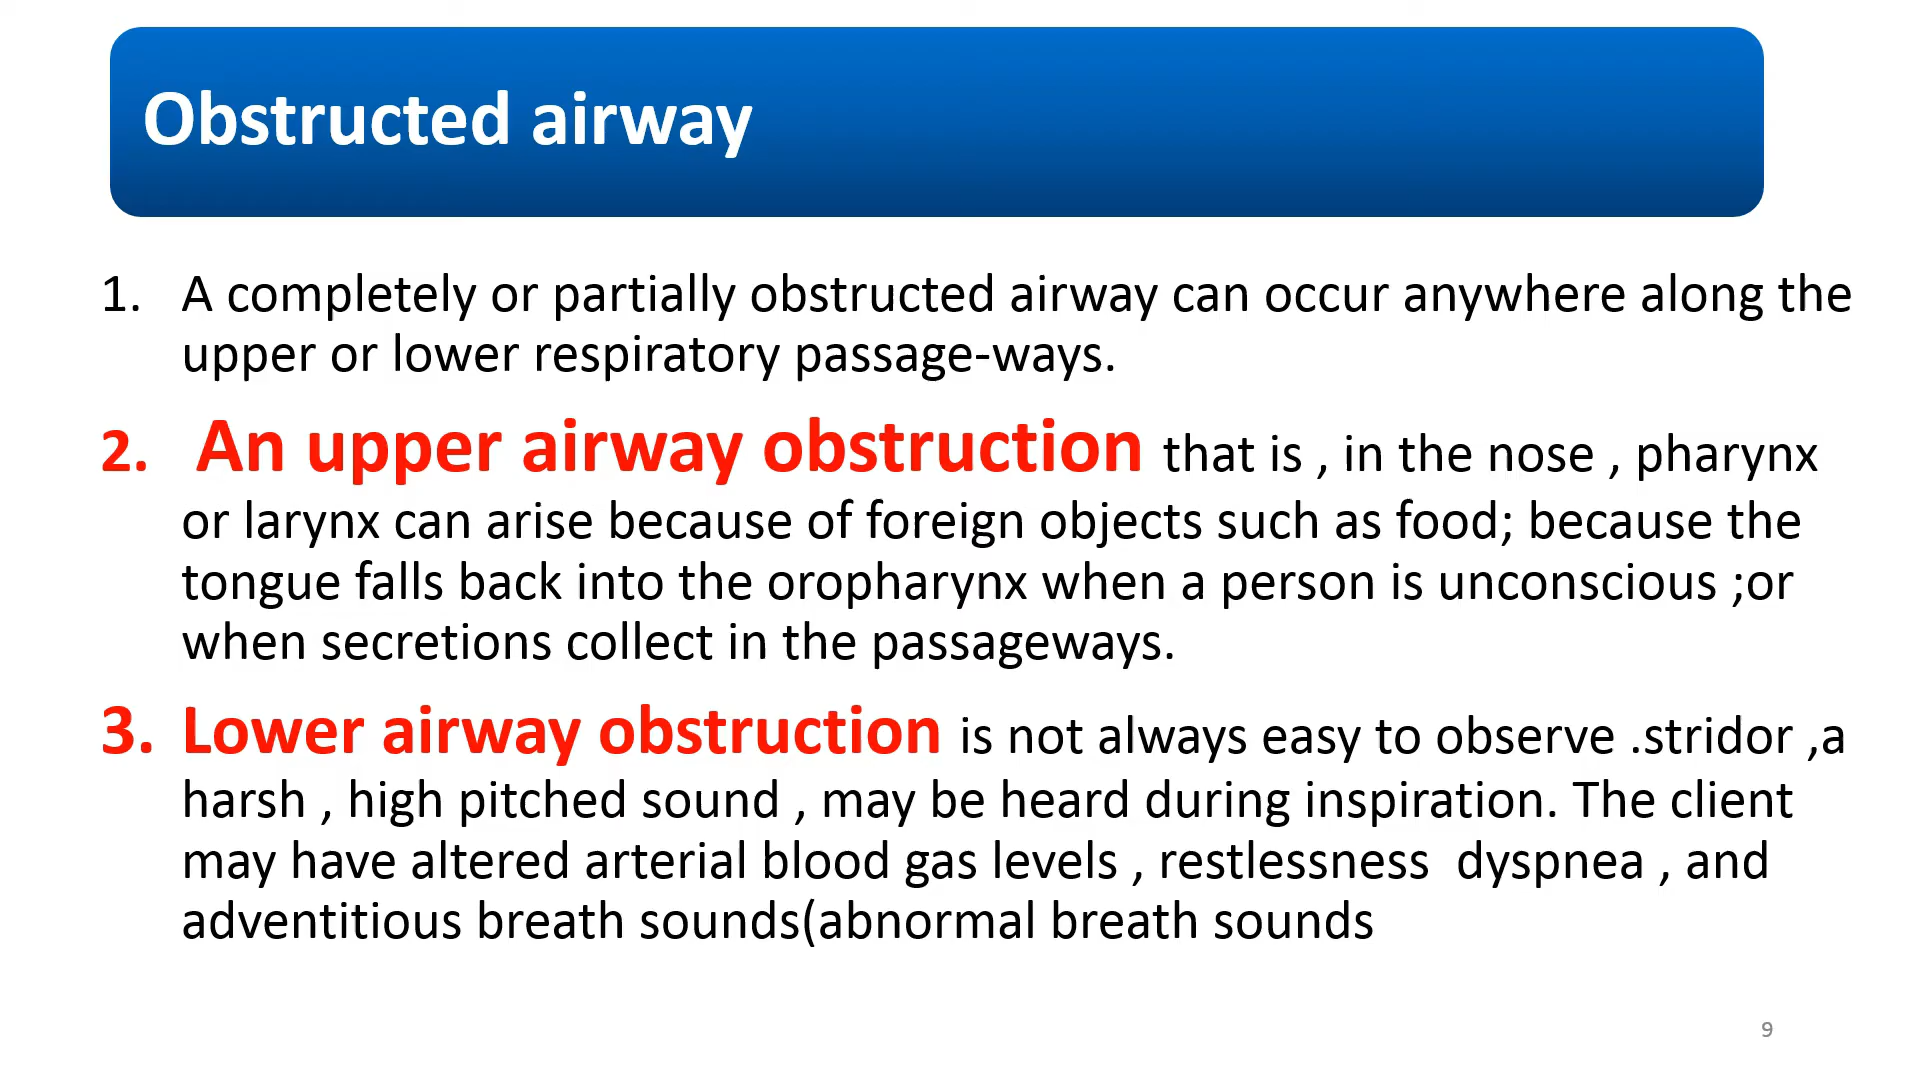 Obstructed airway
1. A completely or partially obstructed airway can occur anywhere along the
upper or lower respiratory passage-ways.
2. An upper airway obstruction that is , in the nose , pharynx
or larynx can arise because of foreign objects such as food; because the
tongue falls back into the oropharynx when a person is unconscious ;or
when secretions collect in the passageways.
3. Lower airway obstruction is not always easy to observe .stridor ,a
harsh , high pitched sound , may be heard during inspiration. The client
may have altered arterial blood gas levels , restlessness  dyspnea , and
adventitious breath sounds(abnormal breath sounds
9